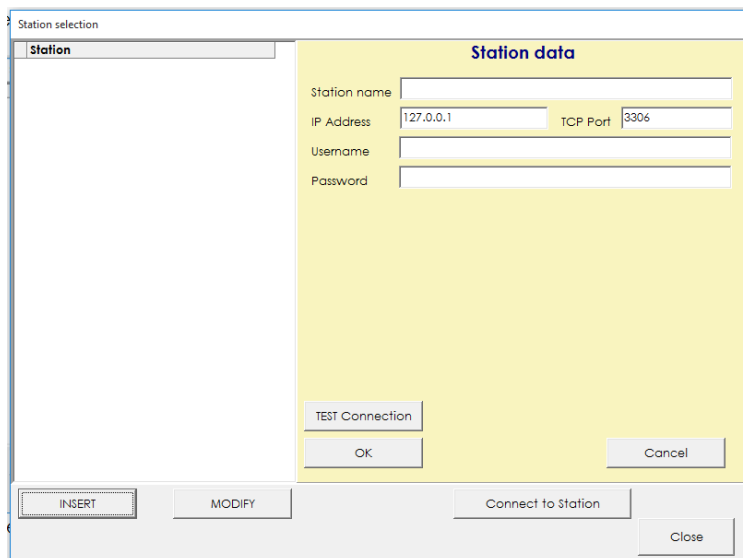 Station selection
Station
Station data
Station name
IP Address 127.0.0.1 TCP Port 3306
Username
Password
TEST Connection
OK Cancel
INSERT MODIFY Connect to Station
Close